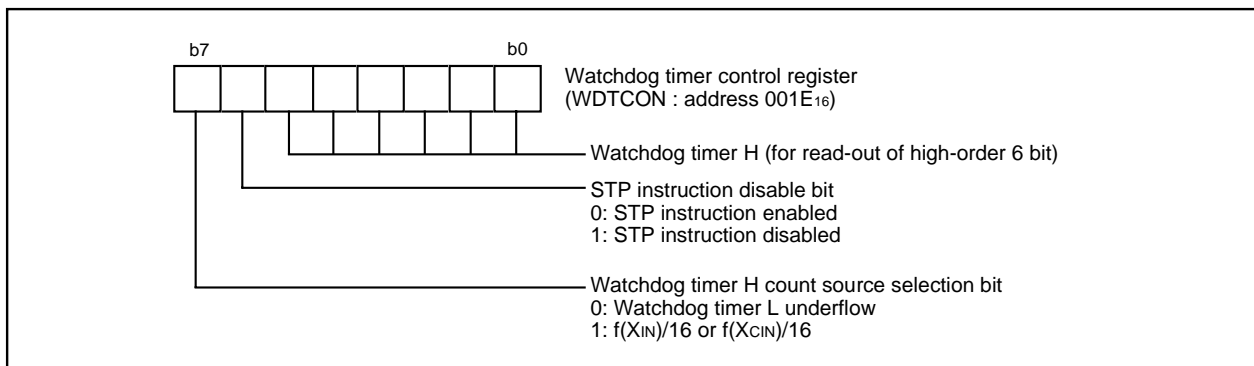 b7 b0
Watchdog timer control register
(WDTCON : address 001E16)
Watchdog timer H (for read-out of high-order 6 bit)
STP instruction disable bit
0: STP instruction enabled
1: STP instruction disabled
Watchdog timer H count source selection bit
0: Watchdog timer L underflow
1: f(XIN)/16 or f(XCIN)/16